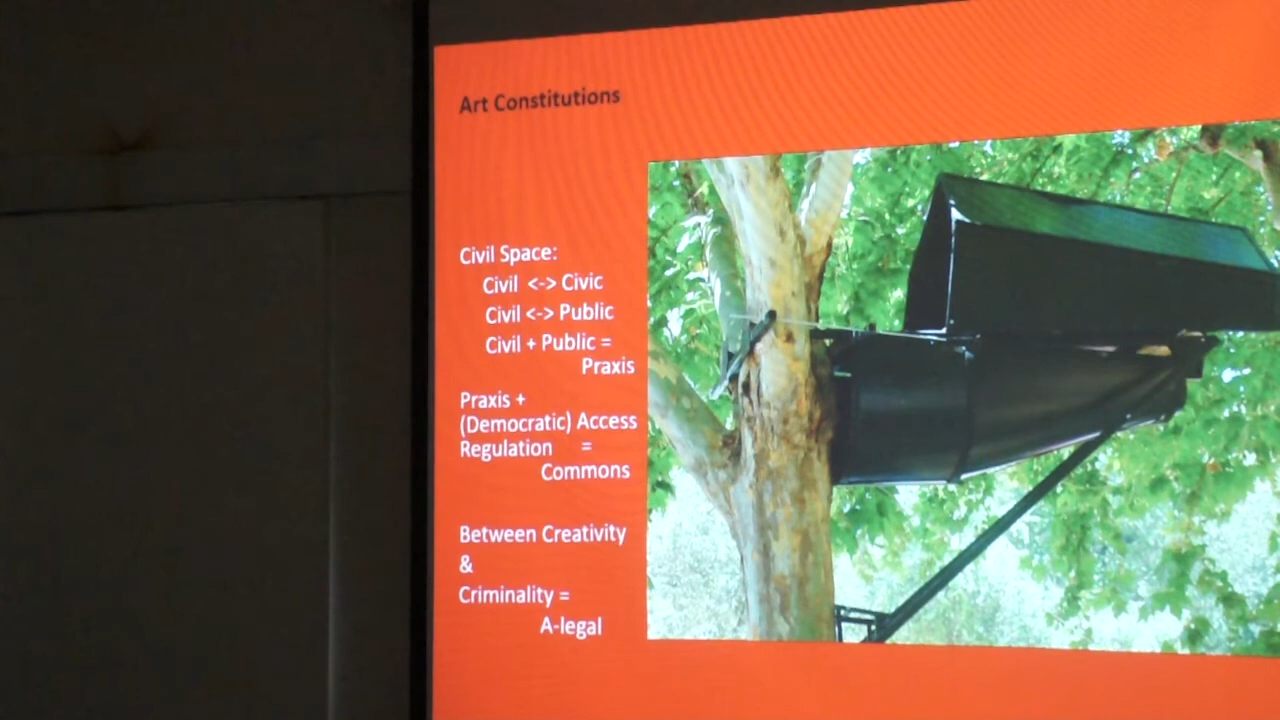 Art Constitutions
Civil Space:
Civil <-> Civic
Civil <-> Public
Civil + Public =
Praxis
Praxis +
(Democratic) Access
Regulation =
Commons
Between Creativity
&
Criminality =
A-legal